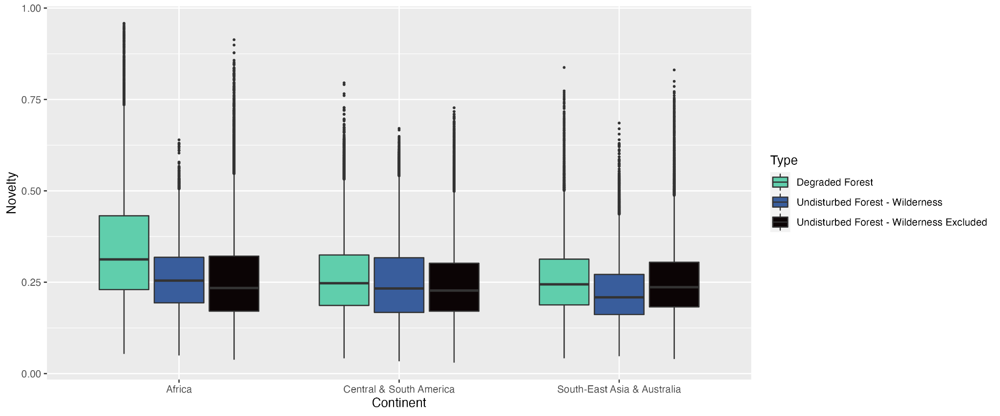 1.00
0.75
0.50
0.25
0.00
Novelty
Africa
Central & South America
South-East Asia & Australia
Continent
Type
Degraded Forest
Undisturbed Forest - Wilderness
Undisturbed Forest - Wilderness Excluded